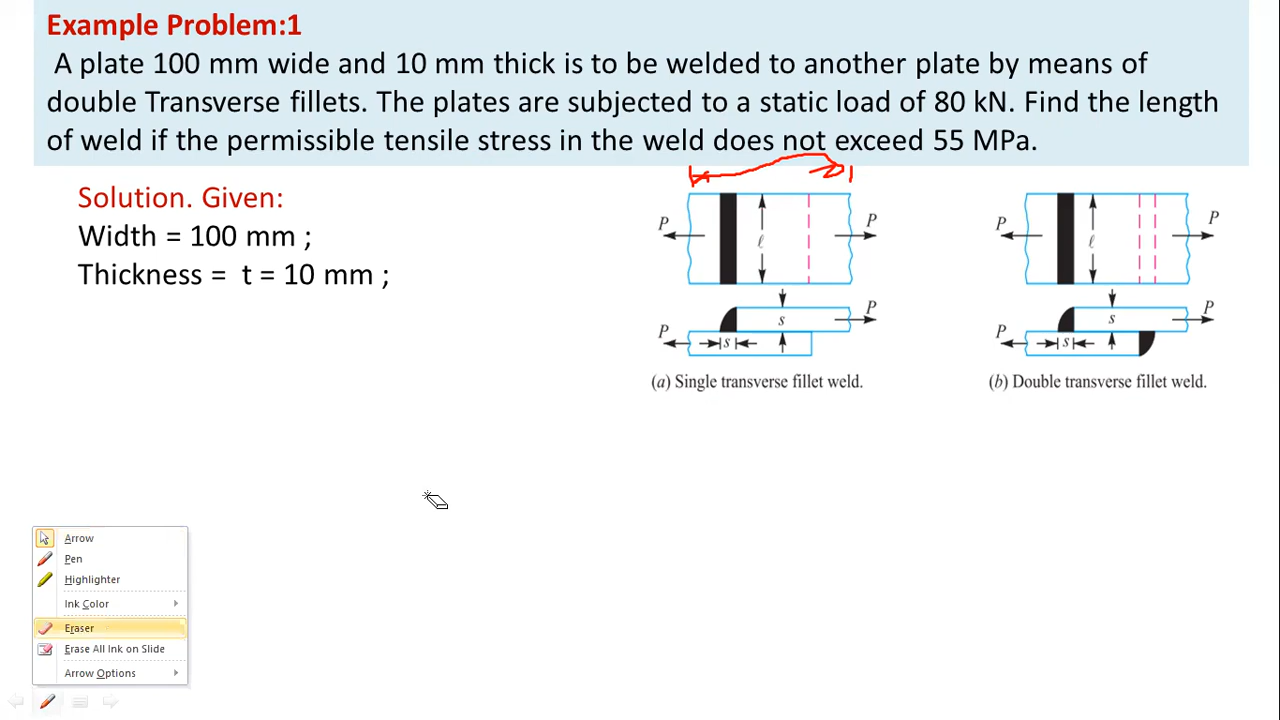 Example Problem:1
A plate 100 mm wide and 10 mm thick is to be welded to another plate by means of
double Transverse fillets. The plates are subjected to a static load of 80 kN. Find the length
of weld if the permissible tensile stress in the weld does not exceed 55 MPa.
Solution. Given:
Width = 100 mm ;
Thickness = t = 10 mm ;
P P P P
ℓ ℓ
P s P P s P
s s
(a) Single transverse fillet weld. (b) Double transverse fillet weld.
Arrow
Pen
Highlighter
Ink Color
Eraser
Erase All Ink on Slide
Arrow Options